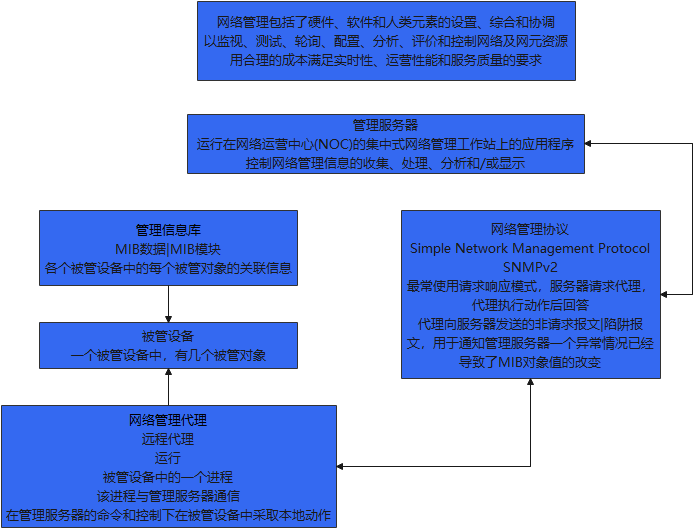 网络管理包括了硬件、软件和人类元素的设置、综合和协调
以监视、测试、轮询、配置、分析、评价和控制网络及网元资源
用合理的成本满足实时性、运营性能和服务质量的要求
管理服务器
运行在网络运营中心(NOC)的集中式网络管理工作站上的应用程序
控制网络管理信息的收集、处理、分析和/或显示
管理信息库
MIB数据|MIB模块
各个被管设备中的每个被管对象的关联信息
网络管理协议
Simple Network Management Protocol
SNMPv2
最常使用请求响应模式，服务器请求代理，
代理执行动作后回答
代理向服务器发送的非请求报文|陷阱报
文，用于通知管理服务器一个异常情况已经
导致了MIB对象值的改变
被管设备
一个被管设备中，有几个被管对象
网络管理代理
远程代理
运行
被管设备中的一个进程
该进程与管理服务器通信
在管理服务器的命令和控制下在被管设备中采取本地动作